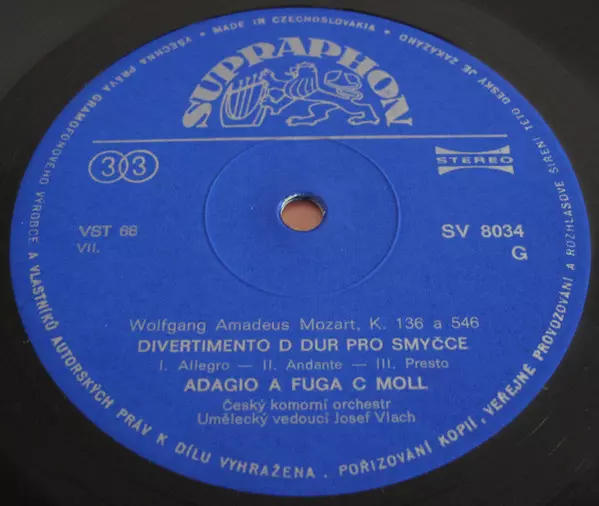 MADE IN CZECHOSLOVAKIA
VŠECHNA PRÁVA GRAMOFONOVÉHO VÝROBCE A VLASTNÍKŮ AUTORSKÝCH PRÁV K DÍLU VYHRAŽENA. POŘIZOVÁNÍ KOPIÍ, VEŘEJNÉ PROVOZOVÁNÍ A ROZHLASOVÉ ŠÍŘENÍ TÉTO DESKY JE ZAKÁZÁNO
SUPRAPHON
33
STEREO
VST 66
VII.
SV 8034
G
Wolfgang Amadeus Mozart, K. 136 a 546
DIVERTIMENTO D DUR PRO SMYČCE
I. Allegro — II. Andante — III. Presto
ADAGIO A FUGA C MOLL
Český komorní orchestr
Umělecký vedoucí Josef Vlach